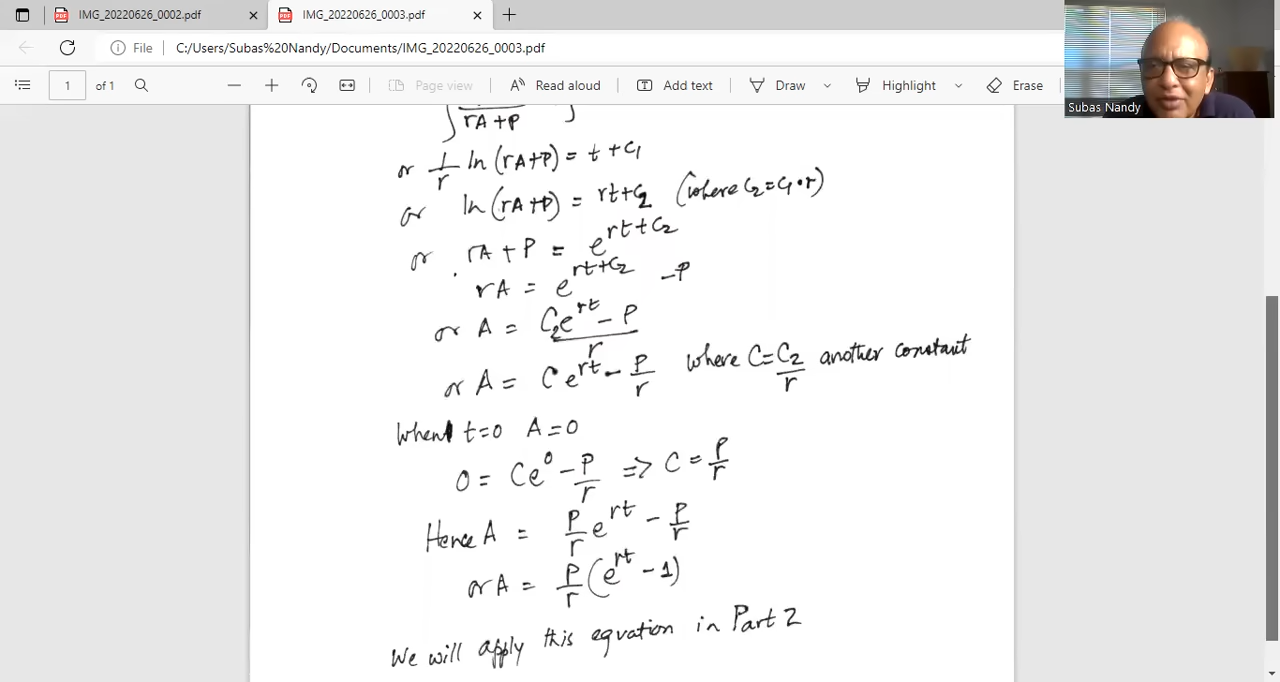 IMG_20220626_0002.pdf
IMG_20220626_0003.pdf
File
C:/Users/Subas%20Nandy/Documents/IMG_20220626_0003.pdf
1 of 1
Page view
Read aloud
Add text
Draw
Highlight
Erase
Subas Nandy
∫ rA+P ∫
or 1/r ln (rA+P) = t + C1
or ln (rA+P) = rt+C2 (where C2=C1•r)
or rA + P = e^rt+C2
rA = e^rt+C2 -P
or A = C2e^rt - P / r
or A = Ce^rt - P/r where C=C2/r another constant
When t=0 A=0
0 = Ce^0 - P/r => C = P/r
Hence A = P/r e^rt - P/r
or A = P/r (e^rt - 1)
We will apply this equation in Part 2